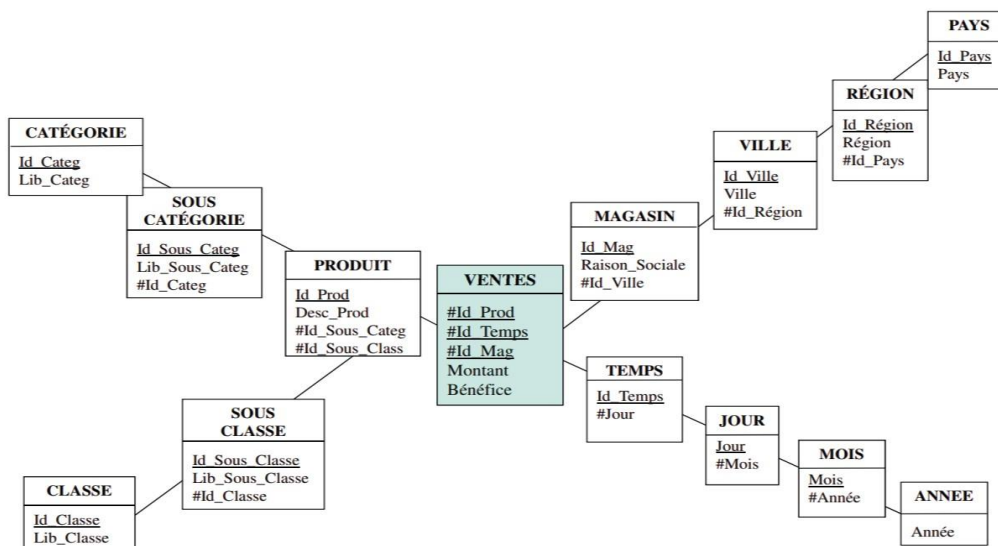 PAYS
Id_Pays
Pays
RÉGION
Id_Région
Région
#Id_Pays
VILLE
Id_Ville
Ville
#Id_Région
MAGASIN
Id_Mag
Raison_Sociale
#Id_Ville
CATÉGORIE
Id_Categ
Lib_Categ
SOUS
CATÉGORIE
Id_Sous_Categ
Lib_Sous_Categ
#Id_Categ
PRODUIT
Id_Prod
Desc_Prod
#Id_Sous_Categ
#Id_Sous_Class
VENTES
#Id_Prod
#Id_Temps
#Id_Mag
Montant
Bénéfice
TEMPS
Id_Temps
#Jour
JOUR
Jour
#Mois
MOIS
Mois
#Année
ANNEE
Année
SOUS
CLASSE
Id_Sous_Classe
Lib_Sous_Classe
#Id_Classe
CLASSE
Id_Classe
Lib_Classe